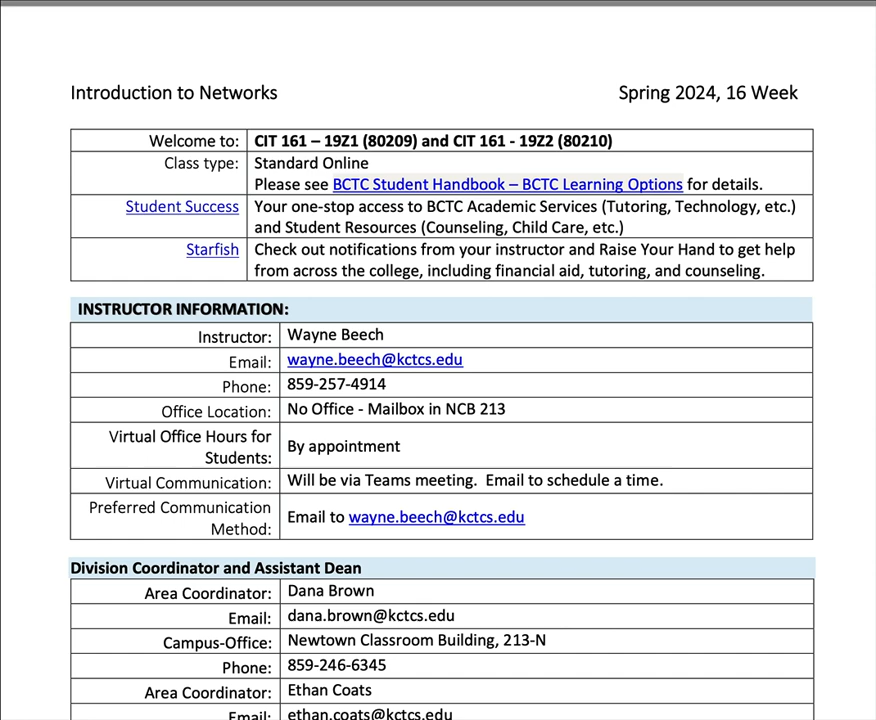 Introduction to Networks Spring 2024, 16 Week
Welcome to: CIT 161 – 19Z1 (80209) and CIT 161 - 19Z2 (80210)
Class type: Standard Online
Please see BCTC Student Handbook – BCTC Learning Options for details.
Student Success Your one-stop access to BCTC Academic Services (Tutoring, Technology, etc.)
and Student Resources (Counseling, Child Care, etc.)
Starfish Check out notifications from your instructor and Raise Your Hand to get help
from across the college, including financial aid, tutoring, and counseling.
INSTRUCTOR INFORMATION:
Instructor: Wayne Beech
Email: wayne.beech@kctcs.edu
Phone: 859-257-4914
Office Location: No Office - Mailbox in NCB 213
Virtual Office Hours for
Students: By appointment
Virtual Communication: Will be via Teams meeting. Email to schedule a time.
Preferred Communication
Method: Email to wayne.beech@kctcs.edu
Division Coordinator and Assistant Dean
Area Coordinator: Dana Brown
Email: dana.brown@kctcs.edu
Campus-Office: Newtown Classroom Building, 213-N
Phone: 859-246-6345
Area Coordinator: Ethan Coats
Email: ethan.coats@kctcs.edu